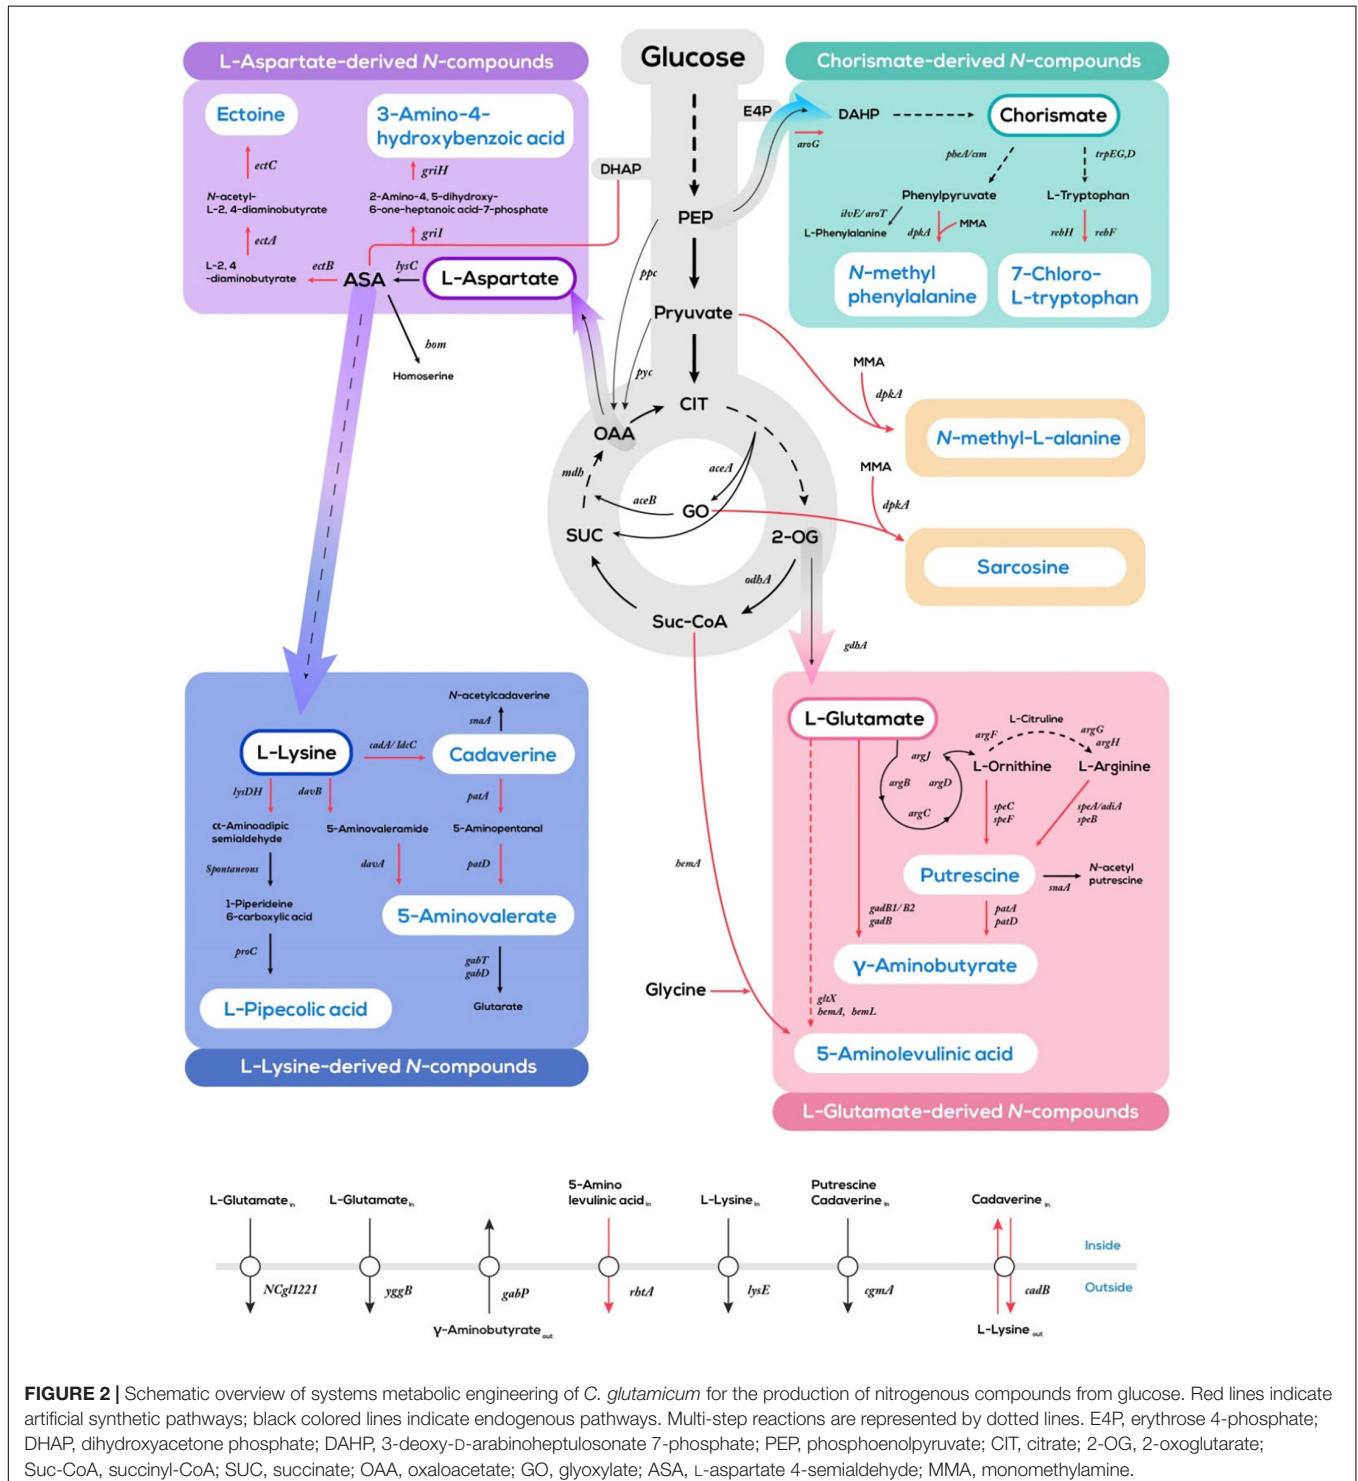 Glucose
L-Aspartate-derived N-compounds
Ectoine
3-Amino-4-
hydroxybenzoic acid
ectC
griH
N-acetyl-
L-2, 4-diaminobutyrate
2-Amino-4, 5-dihydroxy-
6-one-heptanoic acid-7-phosphate
ectA
griI
L-2, 4
-diaminobutyrate
ectB
ASA
lysC
L-Aspartate
hom
Homoserine
DHAP
E4P
PEP
ppc
Pryuvate
pyc
CIT
OAA
mdh
aceA
aceB
GO
SUC
2-OG
odhA
Suc-CoA
gdhA
hemA
Glycine
Chorismate-derived N-compounds
aroG
DAHP
Chorismate
pheA/csm
trpEG,D
Phenylpyruvate
L-Tryptophan
ilvE/aroT
L-Phenylalanine
dpkA
MMA
rebH
rebF
N-methyl
phenylalanine
7-Chloro-
L-tryptophan
MMA
dpkA
N-methyl-L-alanine
MMA
dpkA
Sarcosine
L-Lysine
cadA/ldcC
N-acetylcadaverine
snaA
Cadaverine
lysDH
davB
patA
α-Aminoadipic
semialdehyde
5-Aminovaleramide
5-Aminopentanal
Spontaneous
davA
patD
1-Piperideine
6-carboxylic acid
5-Aminovalerate
proC
gabT
gabD
L-Pipecolic acid
Glutarate
L-Lysine-derived N-compounds
L-Glutamate
argJ
argB
argD
argC
argF
L-Citruline
argG
argH
L-Ornithine
L-Arginine
speC
speF
speA/adiA
speB
Putrescine
snaA
N-acetyl
putrescine
gadB1/B2
gadB
patA
patD
γ-Aminobutyrate
gltX
hemA, hemL
5-Aminolevulinic acid
L-Glutamate-derived N-compounds
L-Glutamate in
L-Glutamate in
5-Amino
levulinic acid in
L-Lysine in
Putrescine
Cadaverine in
Cadaverine in
Inside
NCgl1221
yggB
gabP
rhtA
lysE
cgmA
cadB
Outside
γ-Aminobutyrate out
L-Lysine out
FIGURE 2 | Schematic overview of systems metabolic engineering of C. glutamicum for the production of nitrogenous compounds from glucose. Red lines indicate
artificial synthetic pathways; black colored lines indicate endogenous pathways. Multi-step reactions are represented by dotted lines. E4P, erythrose 4-phosphate;
DHAP, dihydroxyacetone phosphate; DAHP, 3-deoxy-D-arabinoheptulosonate 7-phosphate; PEP, phosphoenolpyruvate; CIT, citrate; 2-OG, 2-oxoglutarate;
Suc-CoA, succinyl-CoA; SUC, succinate; OAA, oxaloacetate; GO, glyoxylate; ASA, L-aspartate 4-semialdehyde; MMA, monomethylamine.